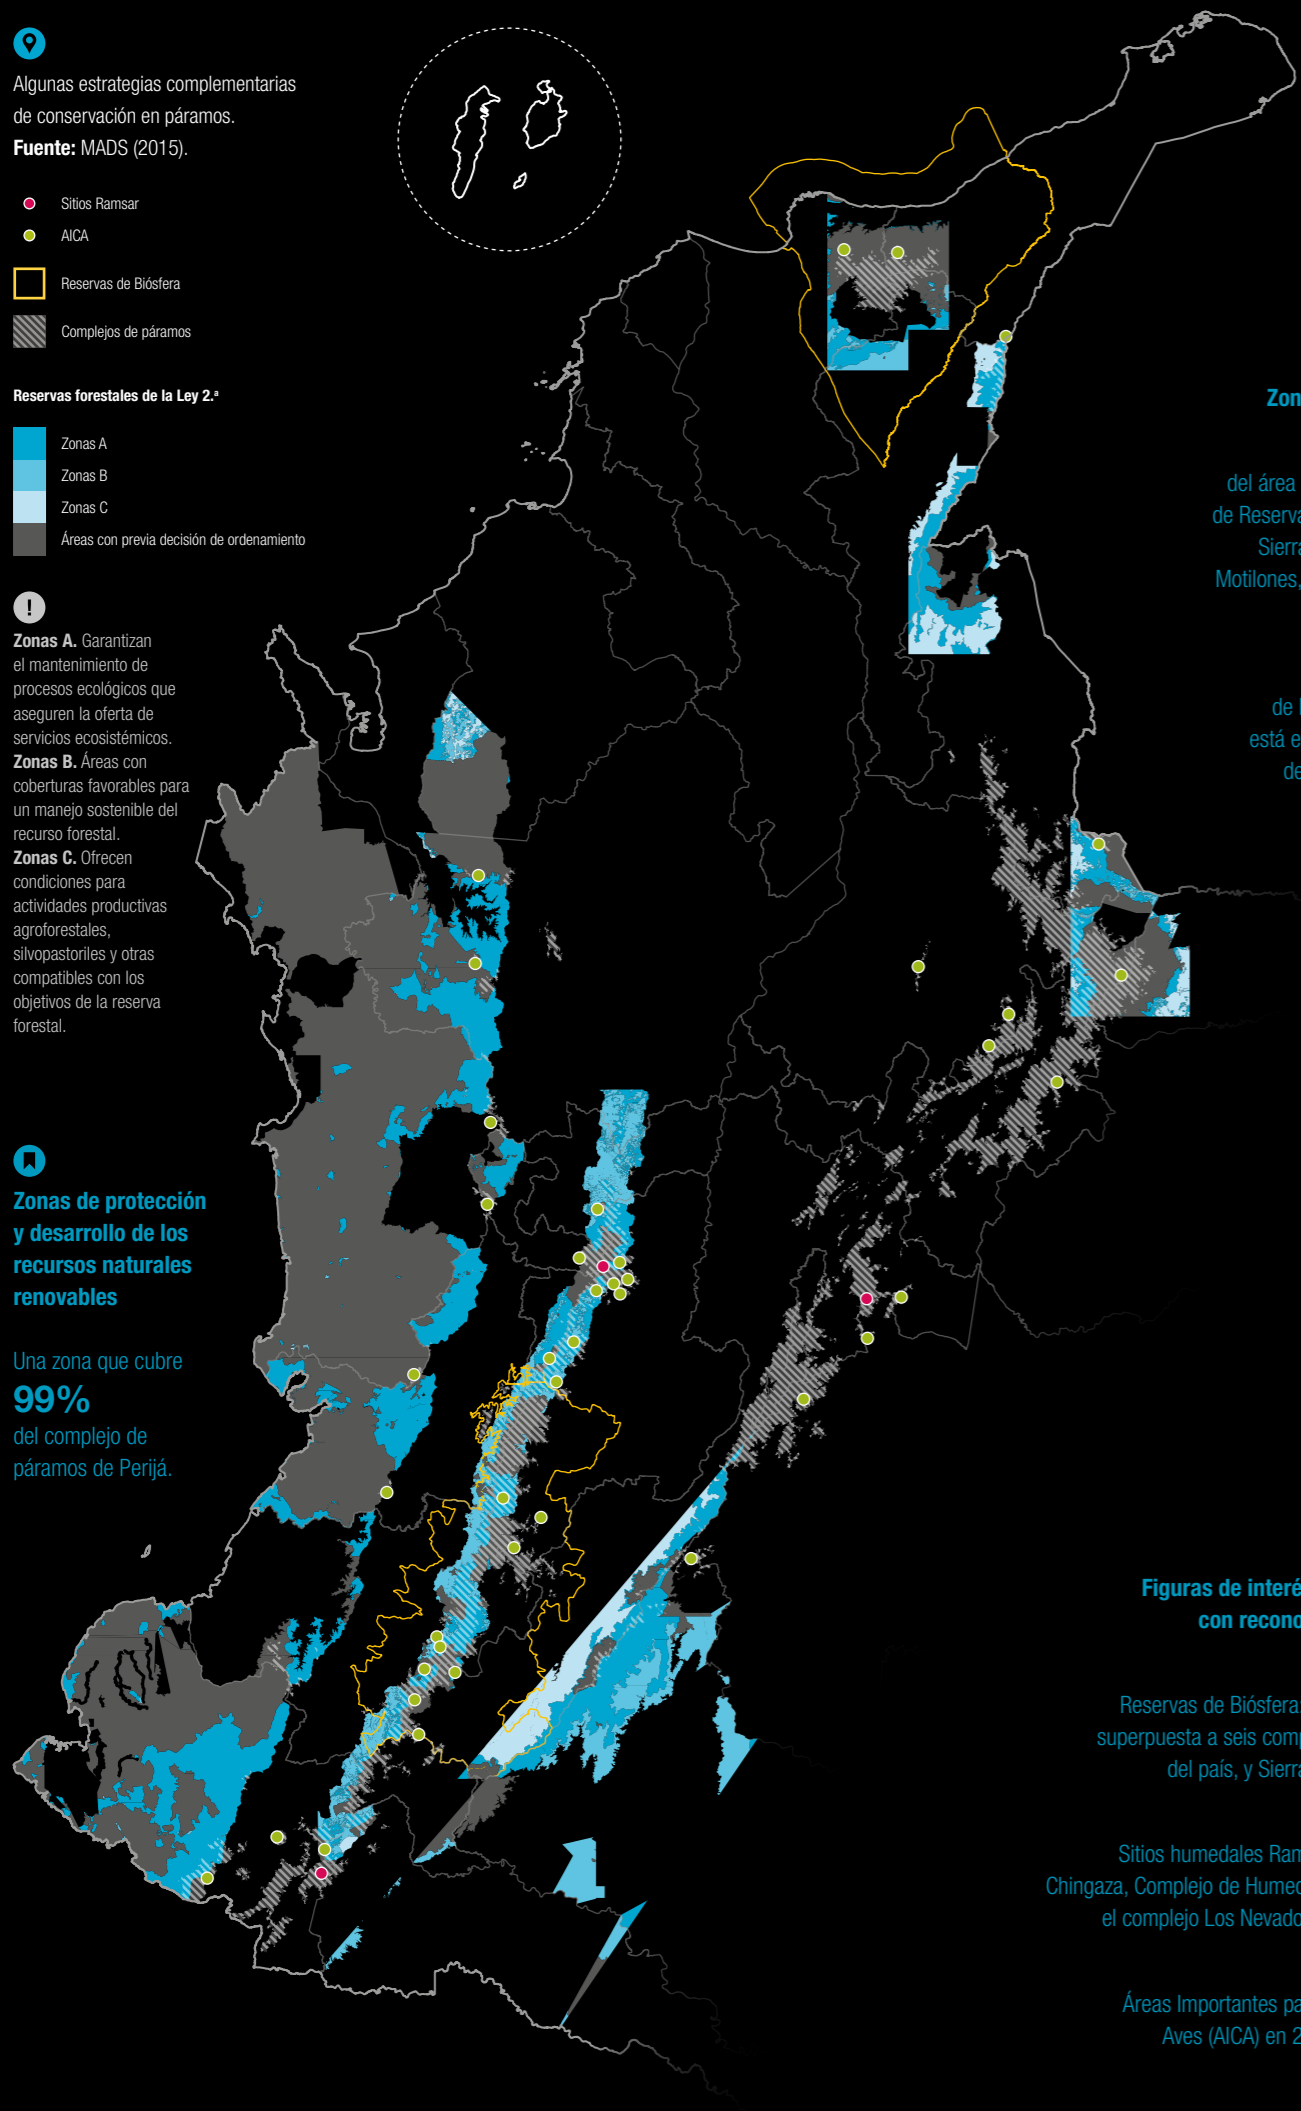 Algunas estrategias complementarias
de conservación en páramos.
Fuente: MADS (2015).
Sitios Ramsar
AICA
Reservas de Biósfera
Complejos de páramos
Reservas forestales de la Ley 2.ª
Zonas A
Zonas B
Zonas C
Áreas con previa decisión de ordenamiento
!
Zonas A. Garantizan
el mantenimiento de
procesos ecológicos que
aseguren la oferta de
servicios ecosistémicos.
Zonas B. Áreas con
coberturas favorables para
un manejo sostenible del
recurso forestal.
Zonas C. Ofrecen
condiciones para
actividades productivas
agroforestales,
silvopastoriles y otras
compatibles con los
objetivos de la reserva
forestal.
Zonas de protección
y desarrollo de los
recursos naturales
renovables
Una zona que cubre
99%
del complejo de
páramos de Perijá.
Zon
del área
de Reserva
Sierra
Motilones,
de
está e
de
Figuras de interé
con recono
Reservas de Biósfera:
superpuesta a seis comp
del país, y Sierra
Sitios humedales Ram
Chingaza, Complejo de Humed
el complejo Los Nevado
Áreas Importantes pa
Aves (AICA) en 2